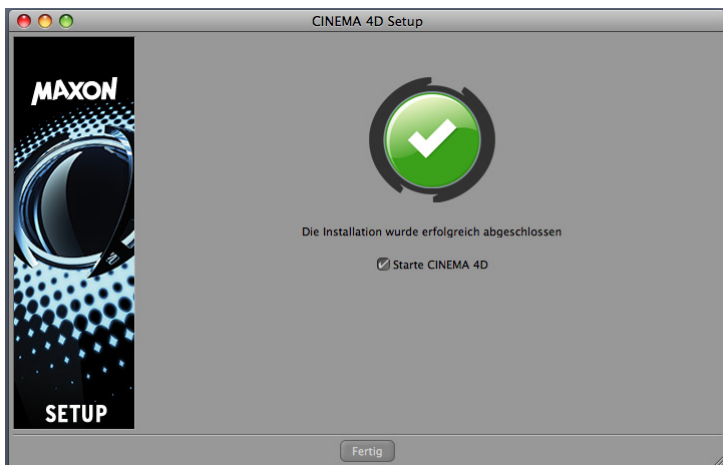 CINEMA 4D Setup
MAXON
Die Installation wurde erfolgreich abgeschlossen
Starte CINEMA 4D
SETUP
Fertig